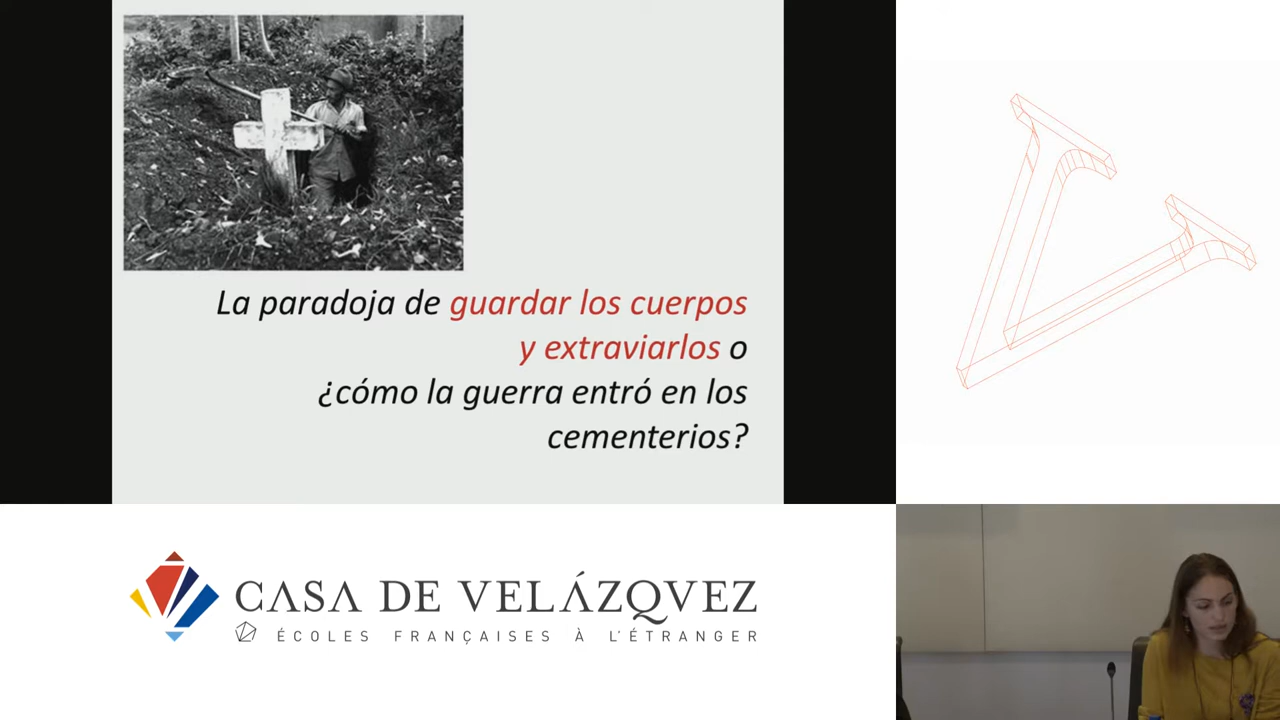 La paradoja de guardar los cuerpos
y extraviarlos o
¿cómo la guerra entró en los
cementerios?
CASA DE VELÁZQVEZ
ÉCOLES FRANÇAISES À L'ÉTRANGER